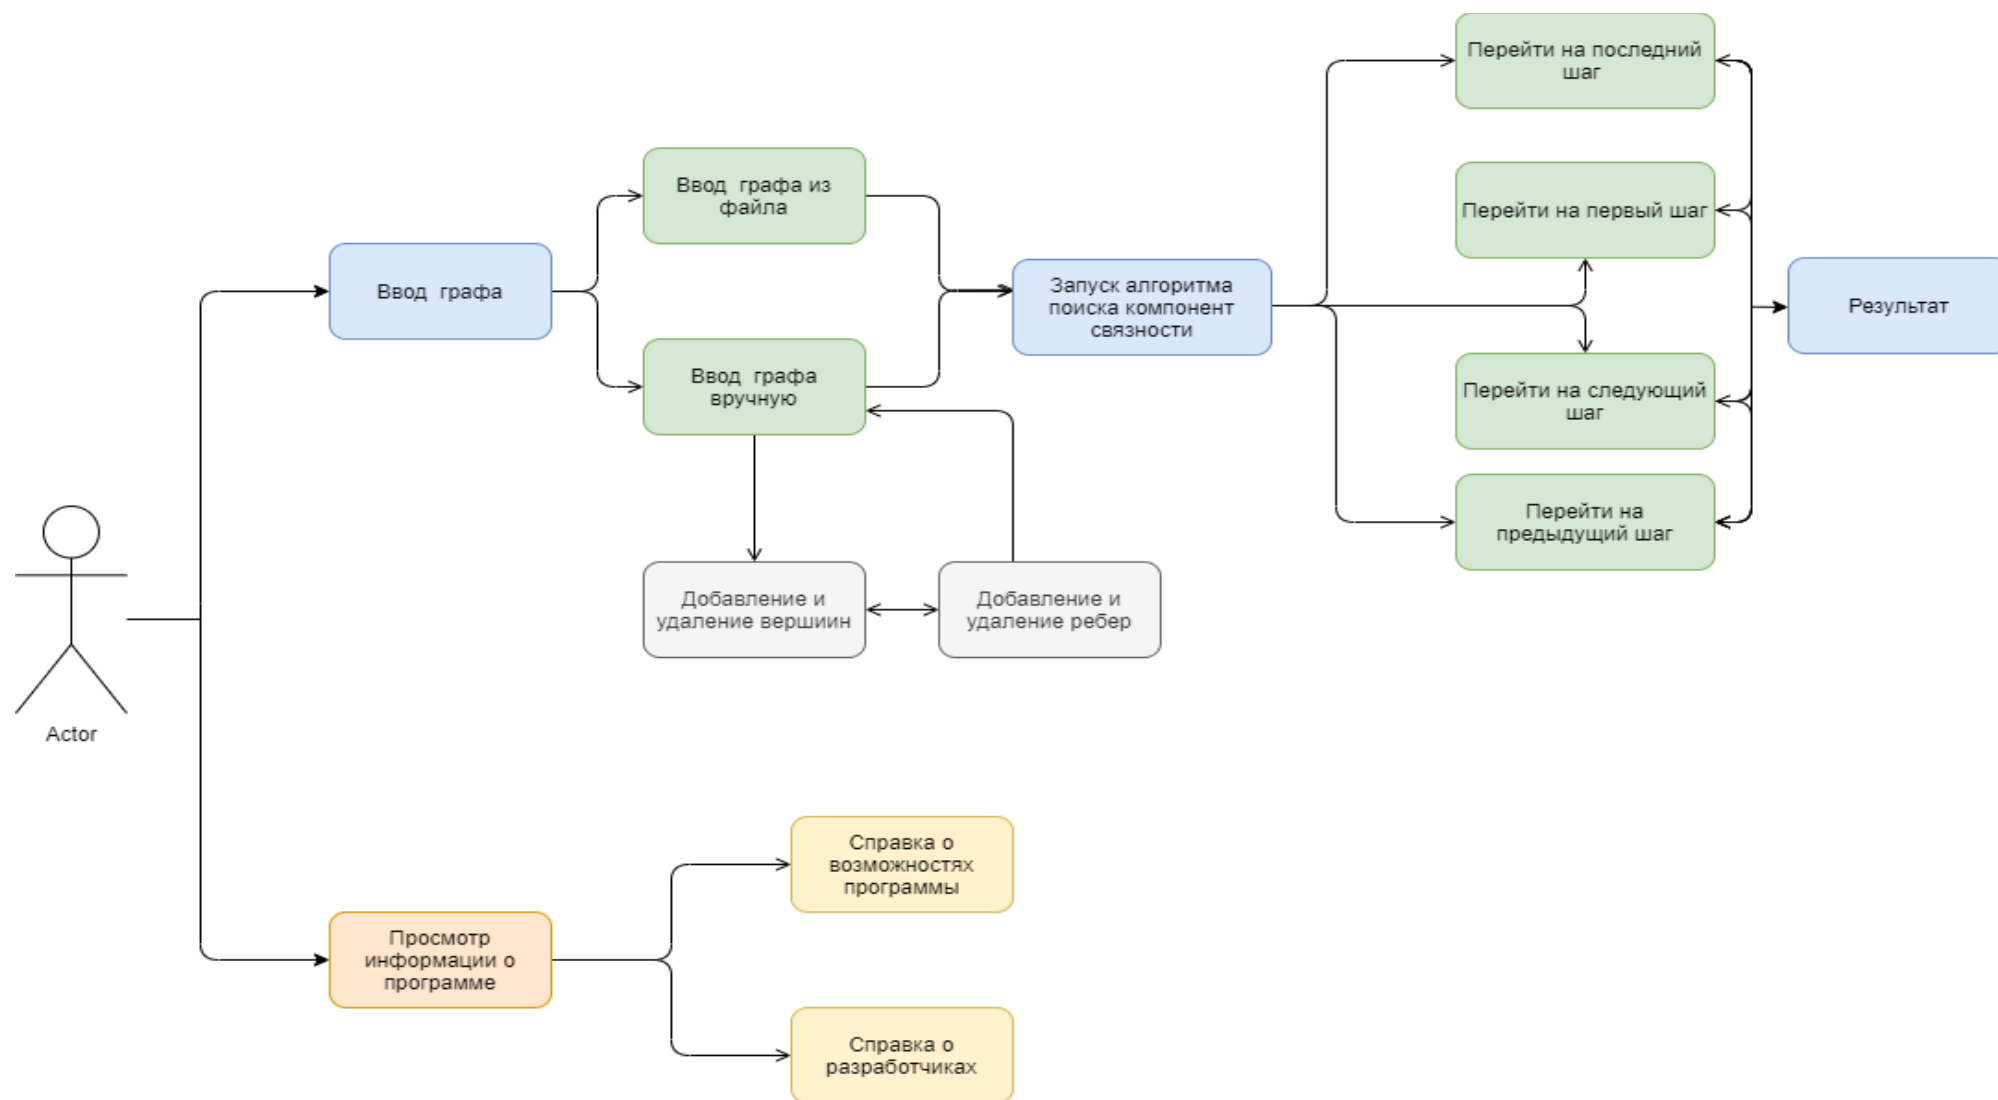 Перейти на последний
шаг
Ввод  графа из
файла
Перейти на первый шаг
Ввод  графа
Запуск алгоритма
поиска компонент
связности
Результат
Ввод  графа
вручную
Перейти на следующий
шаг
Перейти на
предыдущий шаг
Добавление и
удаление вершиин
Добавление и
удаление ребер
Actor
Справка о
возможностях
программы
Просмотр
информации о
программе
Справка о
разработчиках